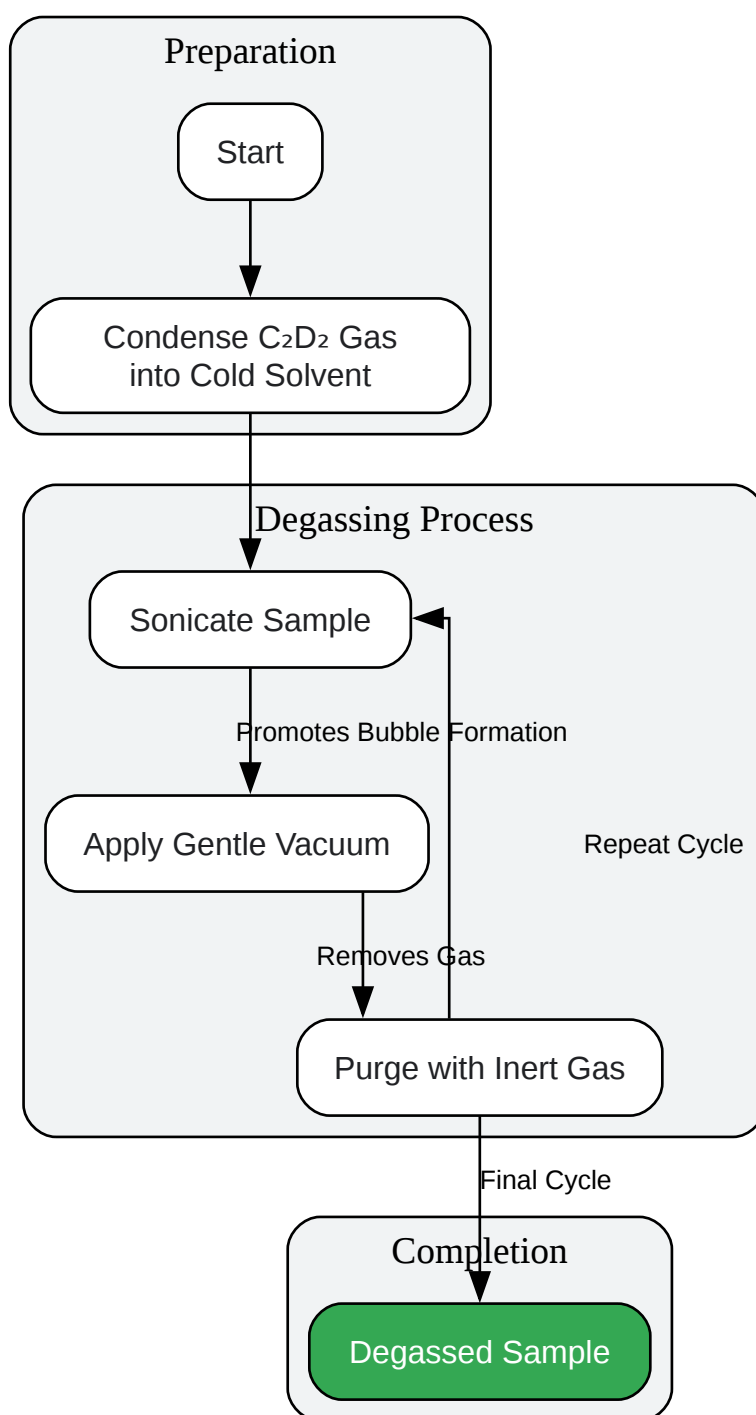 Preparation
Start
Condense C₂D₂ Gas
into Cold Solvent
Degassing Process
Sonicate Sample
Promotes Bubble Formation
Apply Gentle Vacuum
Repeat Cycle
Removes Gas
Purge with Inert Gas
Final Cycle
Completion
Degassed Sample